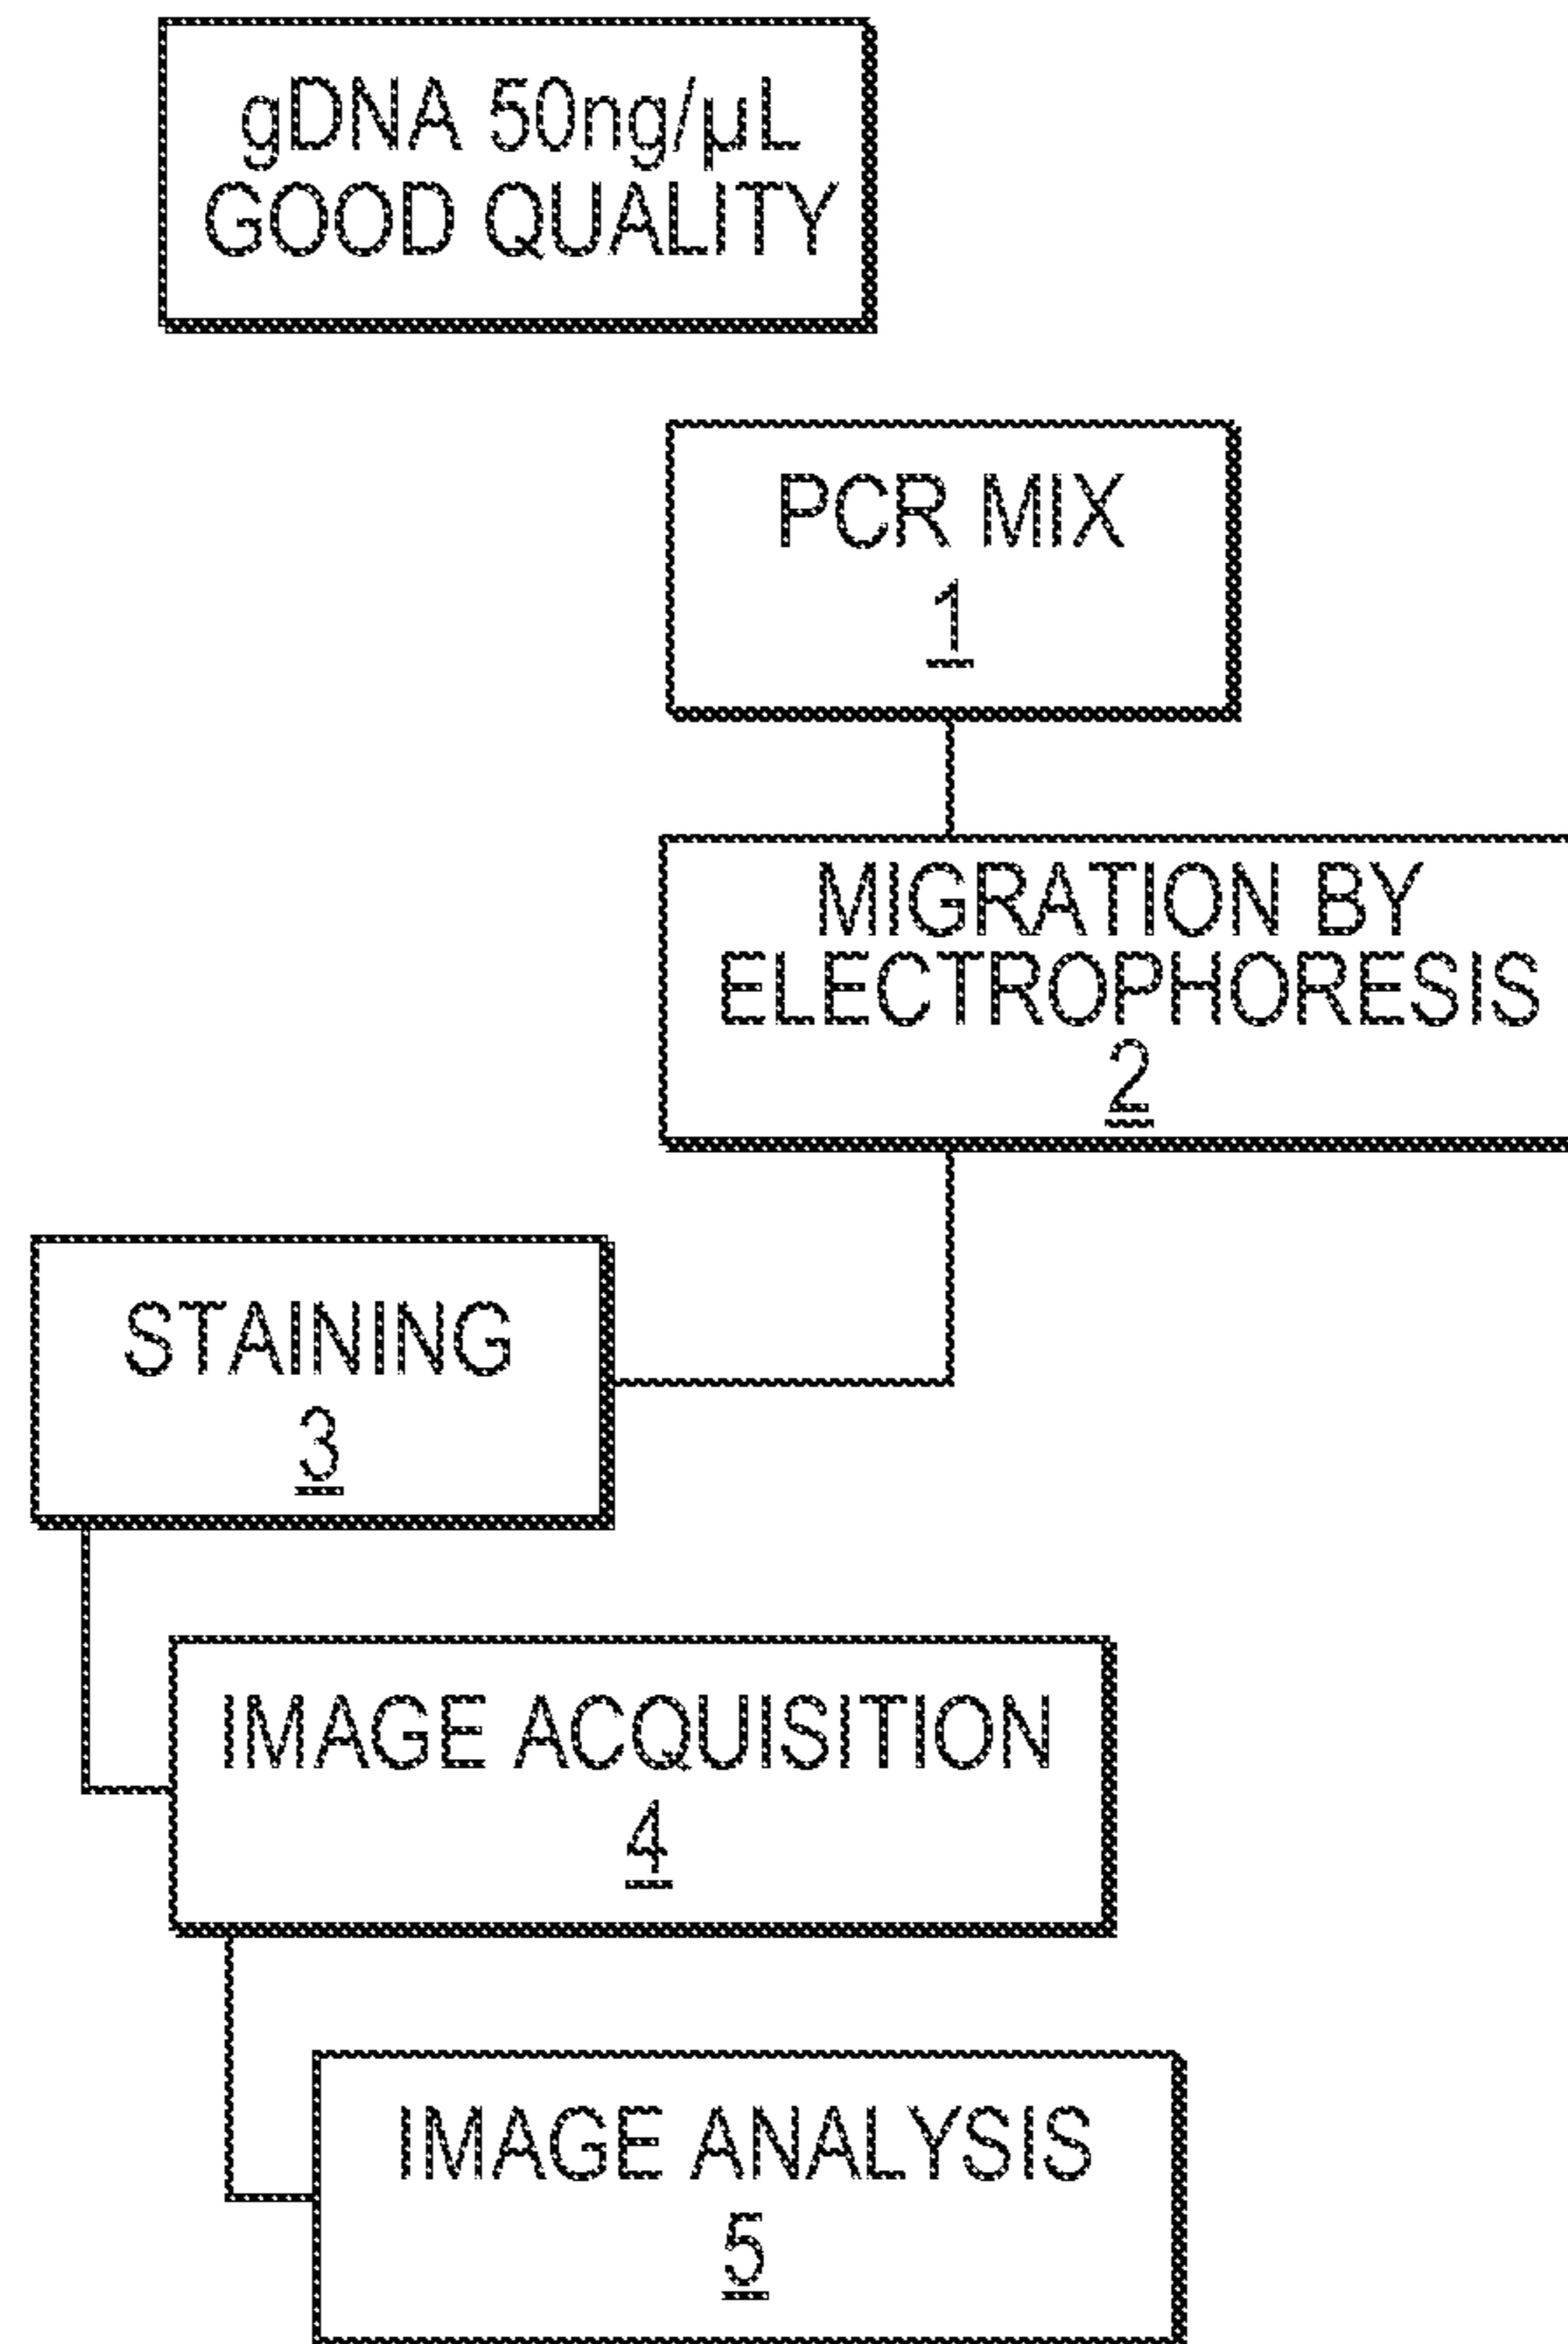 gDNA 50ng/µL
GOOD QUALITY
PCR MIX
1
MIGRATION BY
ELECTROPHORESIS
2
STAINING
3
IMAGE ACQUISITION
4
IMAGE ANALYSIS
5